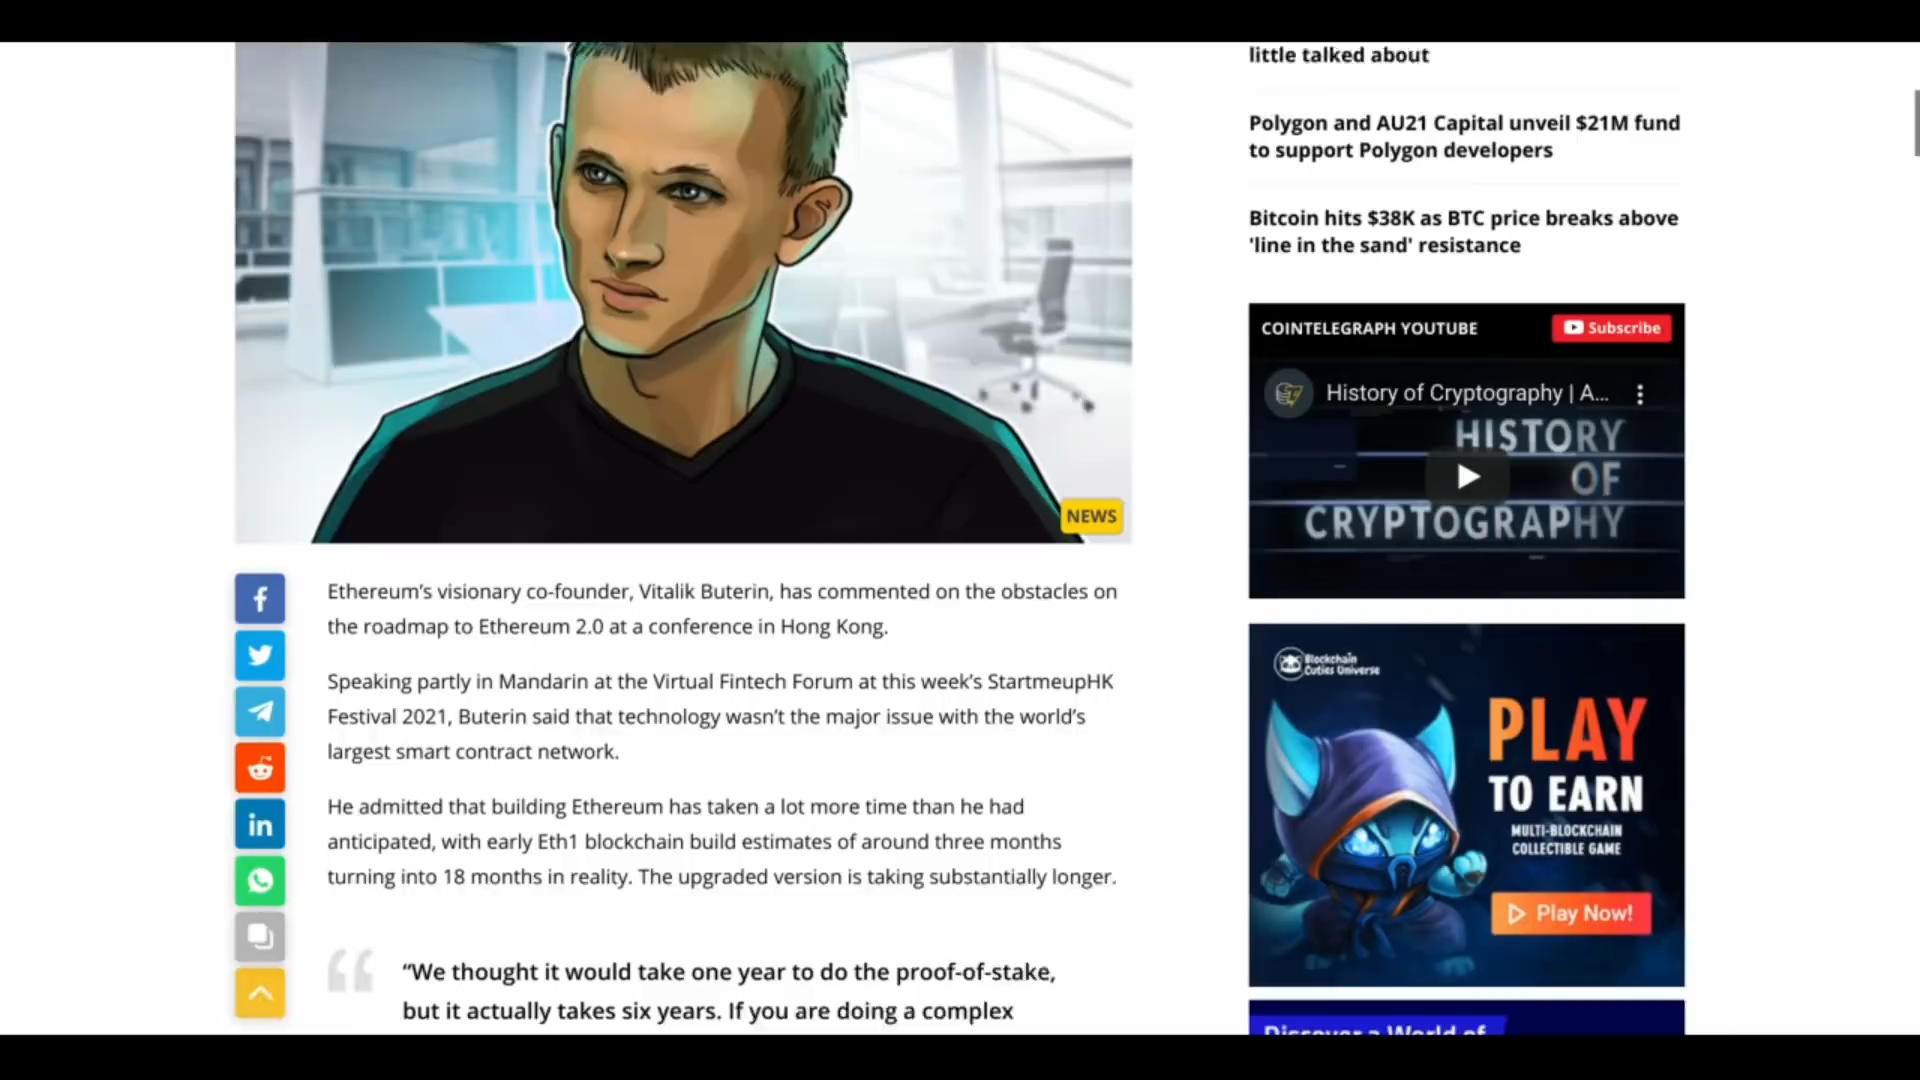 little talked about
Polygon and AU21 Capital unveil $21M fund
to support Polygon developers
Bitcoin hits $38K as BTC price breaks above
'line in the sand' resistance
COINTELEGRAPH YOUTUBE
Subscribe
History of Cryptography | A...
HISTORY
OF
CRYPTOGRAPHY
NEWS
Ethereum’s visionary co-founder, Vitalik Buterin, has commented on the obstacles on
the roadmap to Ethereum 2.0 at a conference in Hong Kong.
Speaking partly in Mandarin at the Virtual Fintech Forum at this week’s StartmeupHK
Festival 2021, Buterin said that technology wasn’t the major issue with the world’s
largest smart contract network.
He admitted that building Ethereum has taken a lot more time than he had
anticipated, with early Eth1 blockchain build estimates of around three months
turning into 18 months in reality. The upgraded version is taking substantially longer.
“We thought it would take one year to do the proof-of-stake,
but it actually takes six years. If you are doing a complex
Blockchain
Cuties Universe
PLAY
TO EARN
MULTI-BLOCKCHAIN
COLLECTIBLE GAME
Play Now!
Discover a World of